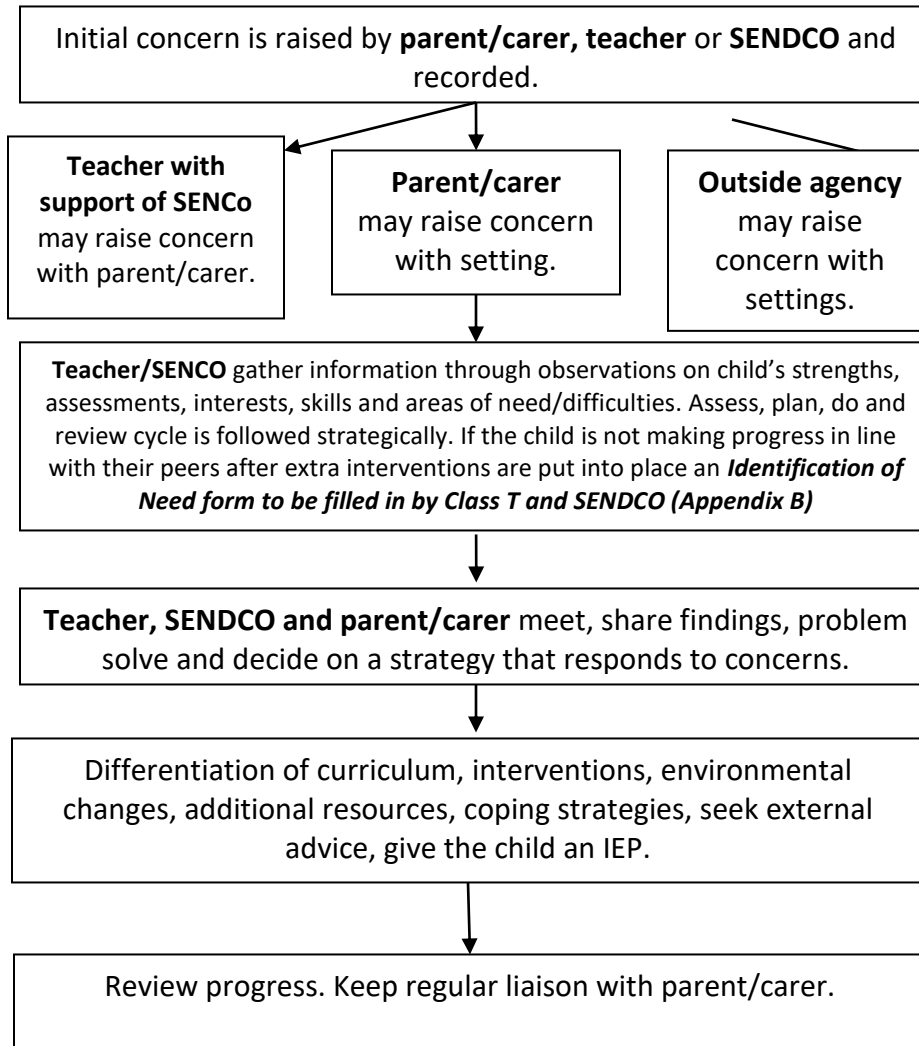 Initial concern is raised by parent/carer, teacher or SENDCO and
recorded.
Teacher with
support of SENCo
may raise concern
with parent/carer.
Parent/carer
may raise concern
with setting.
Outside agency
may raise
concern with
settings.
Teacher/SENCO gather information through observations on child’s strengths,
assessments, interests, skills and areas of need/difficulties. Assess, plan, do and
review cycle is followed strategically. If the child is not making progress in line
with their peers after extra interventions are put into place an Identification of
Need form to be filled in by Class T and SENDCO (Appendix B)
Teacher, SENDCO and parent/carer meet, share findings, problem
solve and decide on a strategy that responds to concerns.
Differentiation of curriculum, interventions, environmental
changes, additional resources, coping strategies, seek external
advice, give the child an IEP.
Review progress. Keep regular liaison with parent/carer.